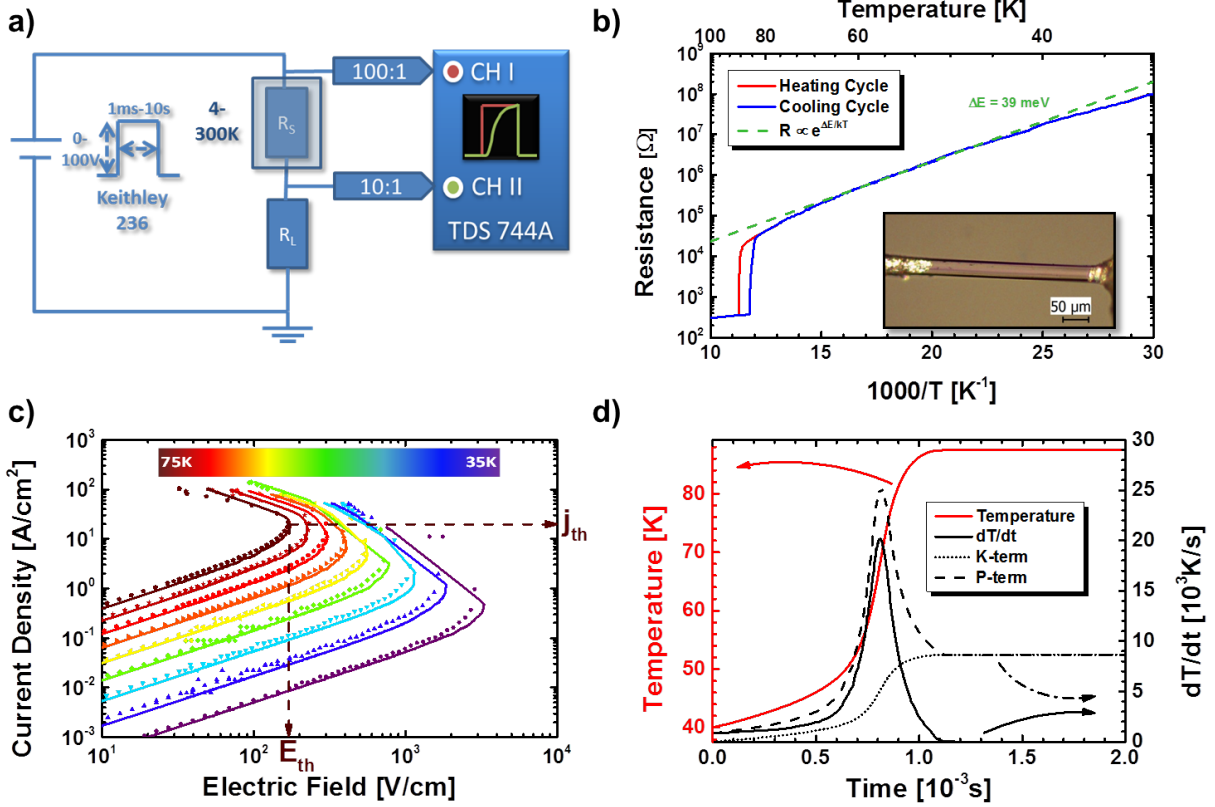 a)
100:1
CH I
1ms-10s
4-
300K
R_S
0-
100V
Keithley
236
10:1
CH II
R_L
TDS 744A
b)
Temperature [K]
100 80 60 40
10^9
10^8
10^7
10^6
10^5
10^4
10^3
10^2
Resistance [Ω]
Heating Cycle
Cooling Cycle
R ∝e^ΔE/kT
ΔE = 39 meV
50 µm
10 15 20 25 30
1000/T [K^-1]
c)
10^3
10^2
10^1
10^0
10^-1
10^-2
10^-3
Current Density [A/cm^2]
75K 35K
j_th
E_th
10^1 10^2 10^3 10^4
Electric Field [V/cm]
d)
80
70
60
50
40
Temperature [K]
Temperature
dT/dt
K-term
P-term
30
25
20
15
10
5
0
dT/dt [10^3K/s]
0.0 0.5 1.0 1.5 2.0
Time [10^-3s]